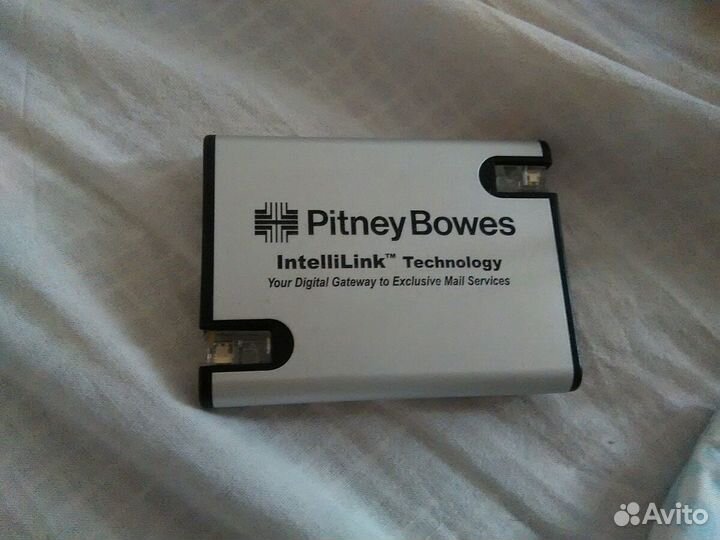 PitneyBowes
IntelliLink™ Technology
Your Digital Gateway to Exclusive Mail Services
Avito